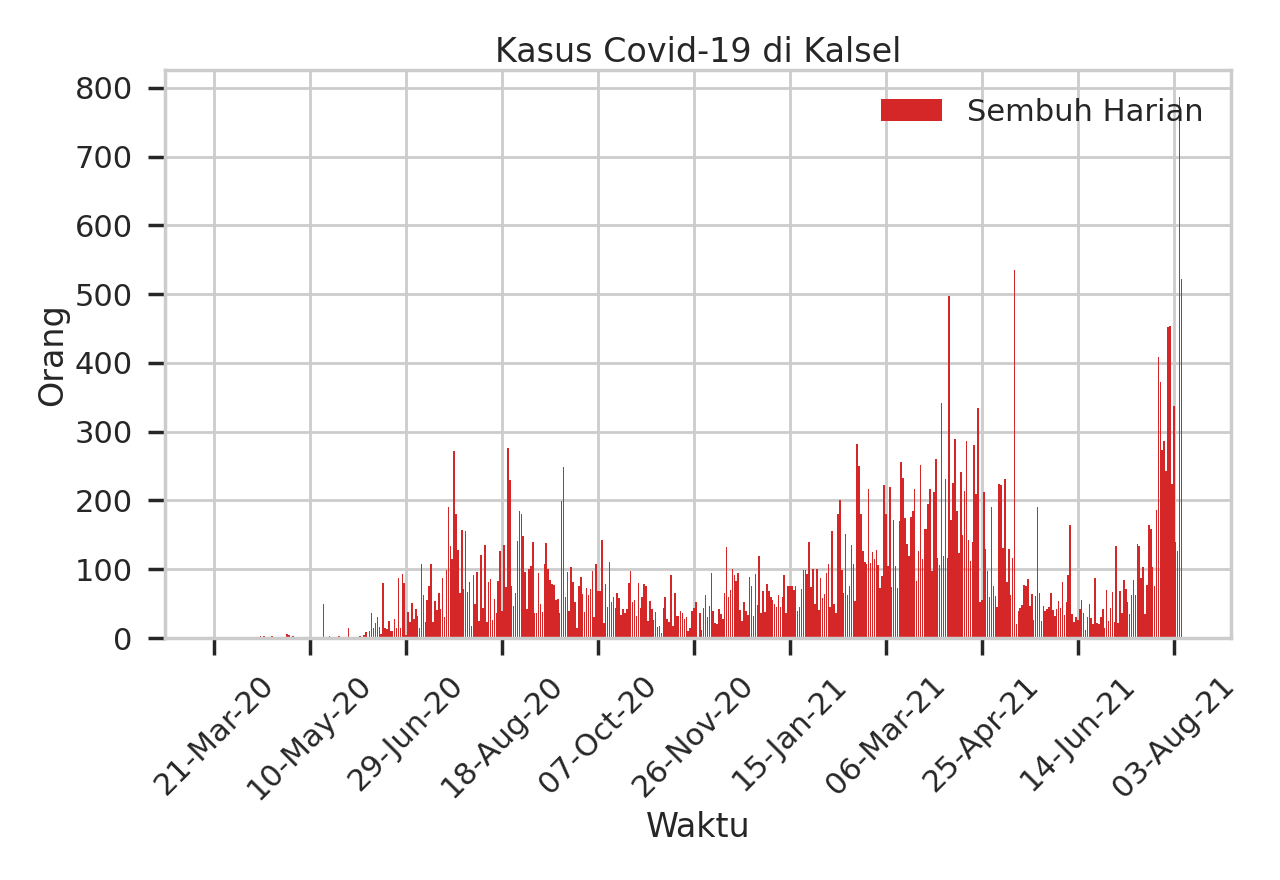 Kasus Covid-19 di Kalsel
Sembuh Harian
Orang
800
700
600
500
400
300
200
100
0
21-Mar-20
10-May-20
29-Jun-20
18-Aug-20
07-Oct-20
26-Nov-20
15-Jan-21
06-Mar-21
25-Apr-21
14-Jun-21
03-Aug-21
Waktu